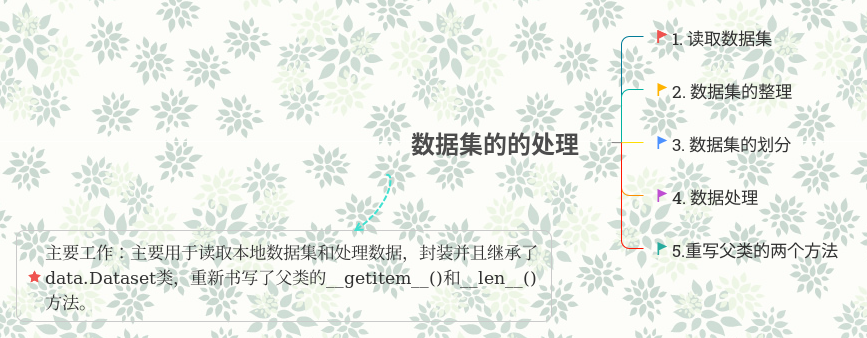 数据集的的处理
1. 读取数据集
2. 数据集的整理
3. 数据集的划分
4. 数据处理
5.重写父类的两个方法
主要工作：主要用于读取本地数据集和处理数据，封装并且继承了
data.Dataset类，重新书写了父类的__getitem__()和__len__()
方法。